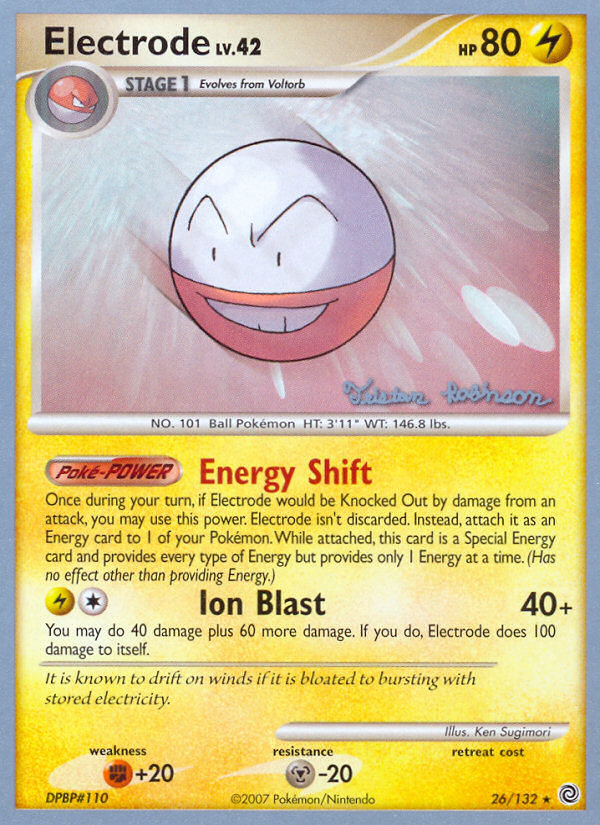 Electrode LV.42 HP 80
STAGE 1 Evolves from Voltorb
Tristan Robinson
NO. 101 Ball Pokémon HT: 3'11" WT: 146.8 lbs.
Poké-POWER Energy Shift
Once during your turn, if Electrode would be Knocked Out by damage from an
attack, you may use this power. Electrode isn't discarded. Instead, attach it as an
Energy card to 1 of your Pokémon. While attached, this card is a Special Energy
card and provides every type of Energy but provides only 1 Energy at a time. (Has
no effect other than providing Energy.)
Ion Blast 40+
You may do 40 damage plus 60 more damage. If you do, Electrode does 100
damage to itself.
It is known to drift on winds if it is bloated to bursting with
stored electricity.
Illus. Ken Sugimori
weakness resistance retreat cost
+20 -20
DPBP#110 ©2007 Pokémon/Nintendo 26/132 ★